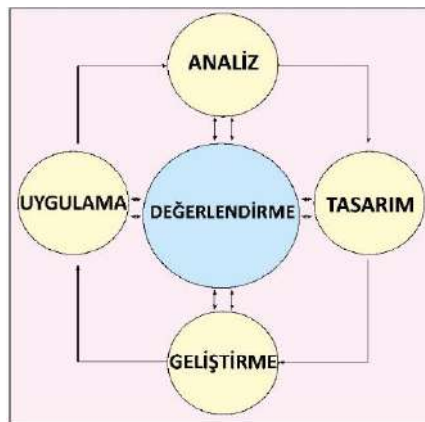 ANALİZ
UYGULAMA
DEĞERLENDİRME
TASARIM
GELİŞTİRME